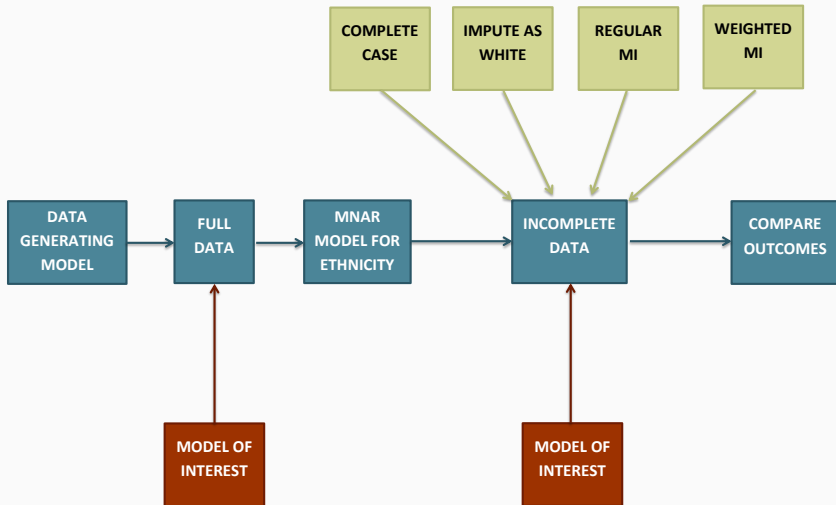 COMPLETE
CASE
IMPUTE AS
WHITE
REGULAR
MI
WEIGHTED
MI
DATA
GENERATING
MODEL
FULL
DATA
MNAR
MODEL FOR
ETHNICITY
INCOMPLETE
DATA
COMPARE
OUTCOMES
MODEL OF
INTEREST
MODEL OF
INTEREST